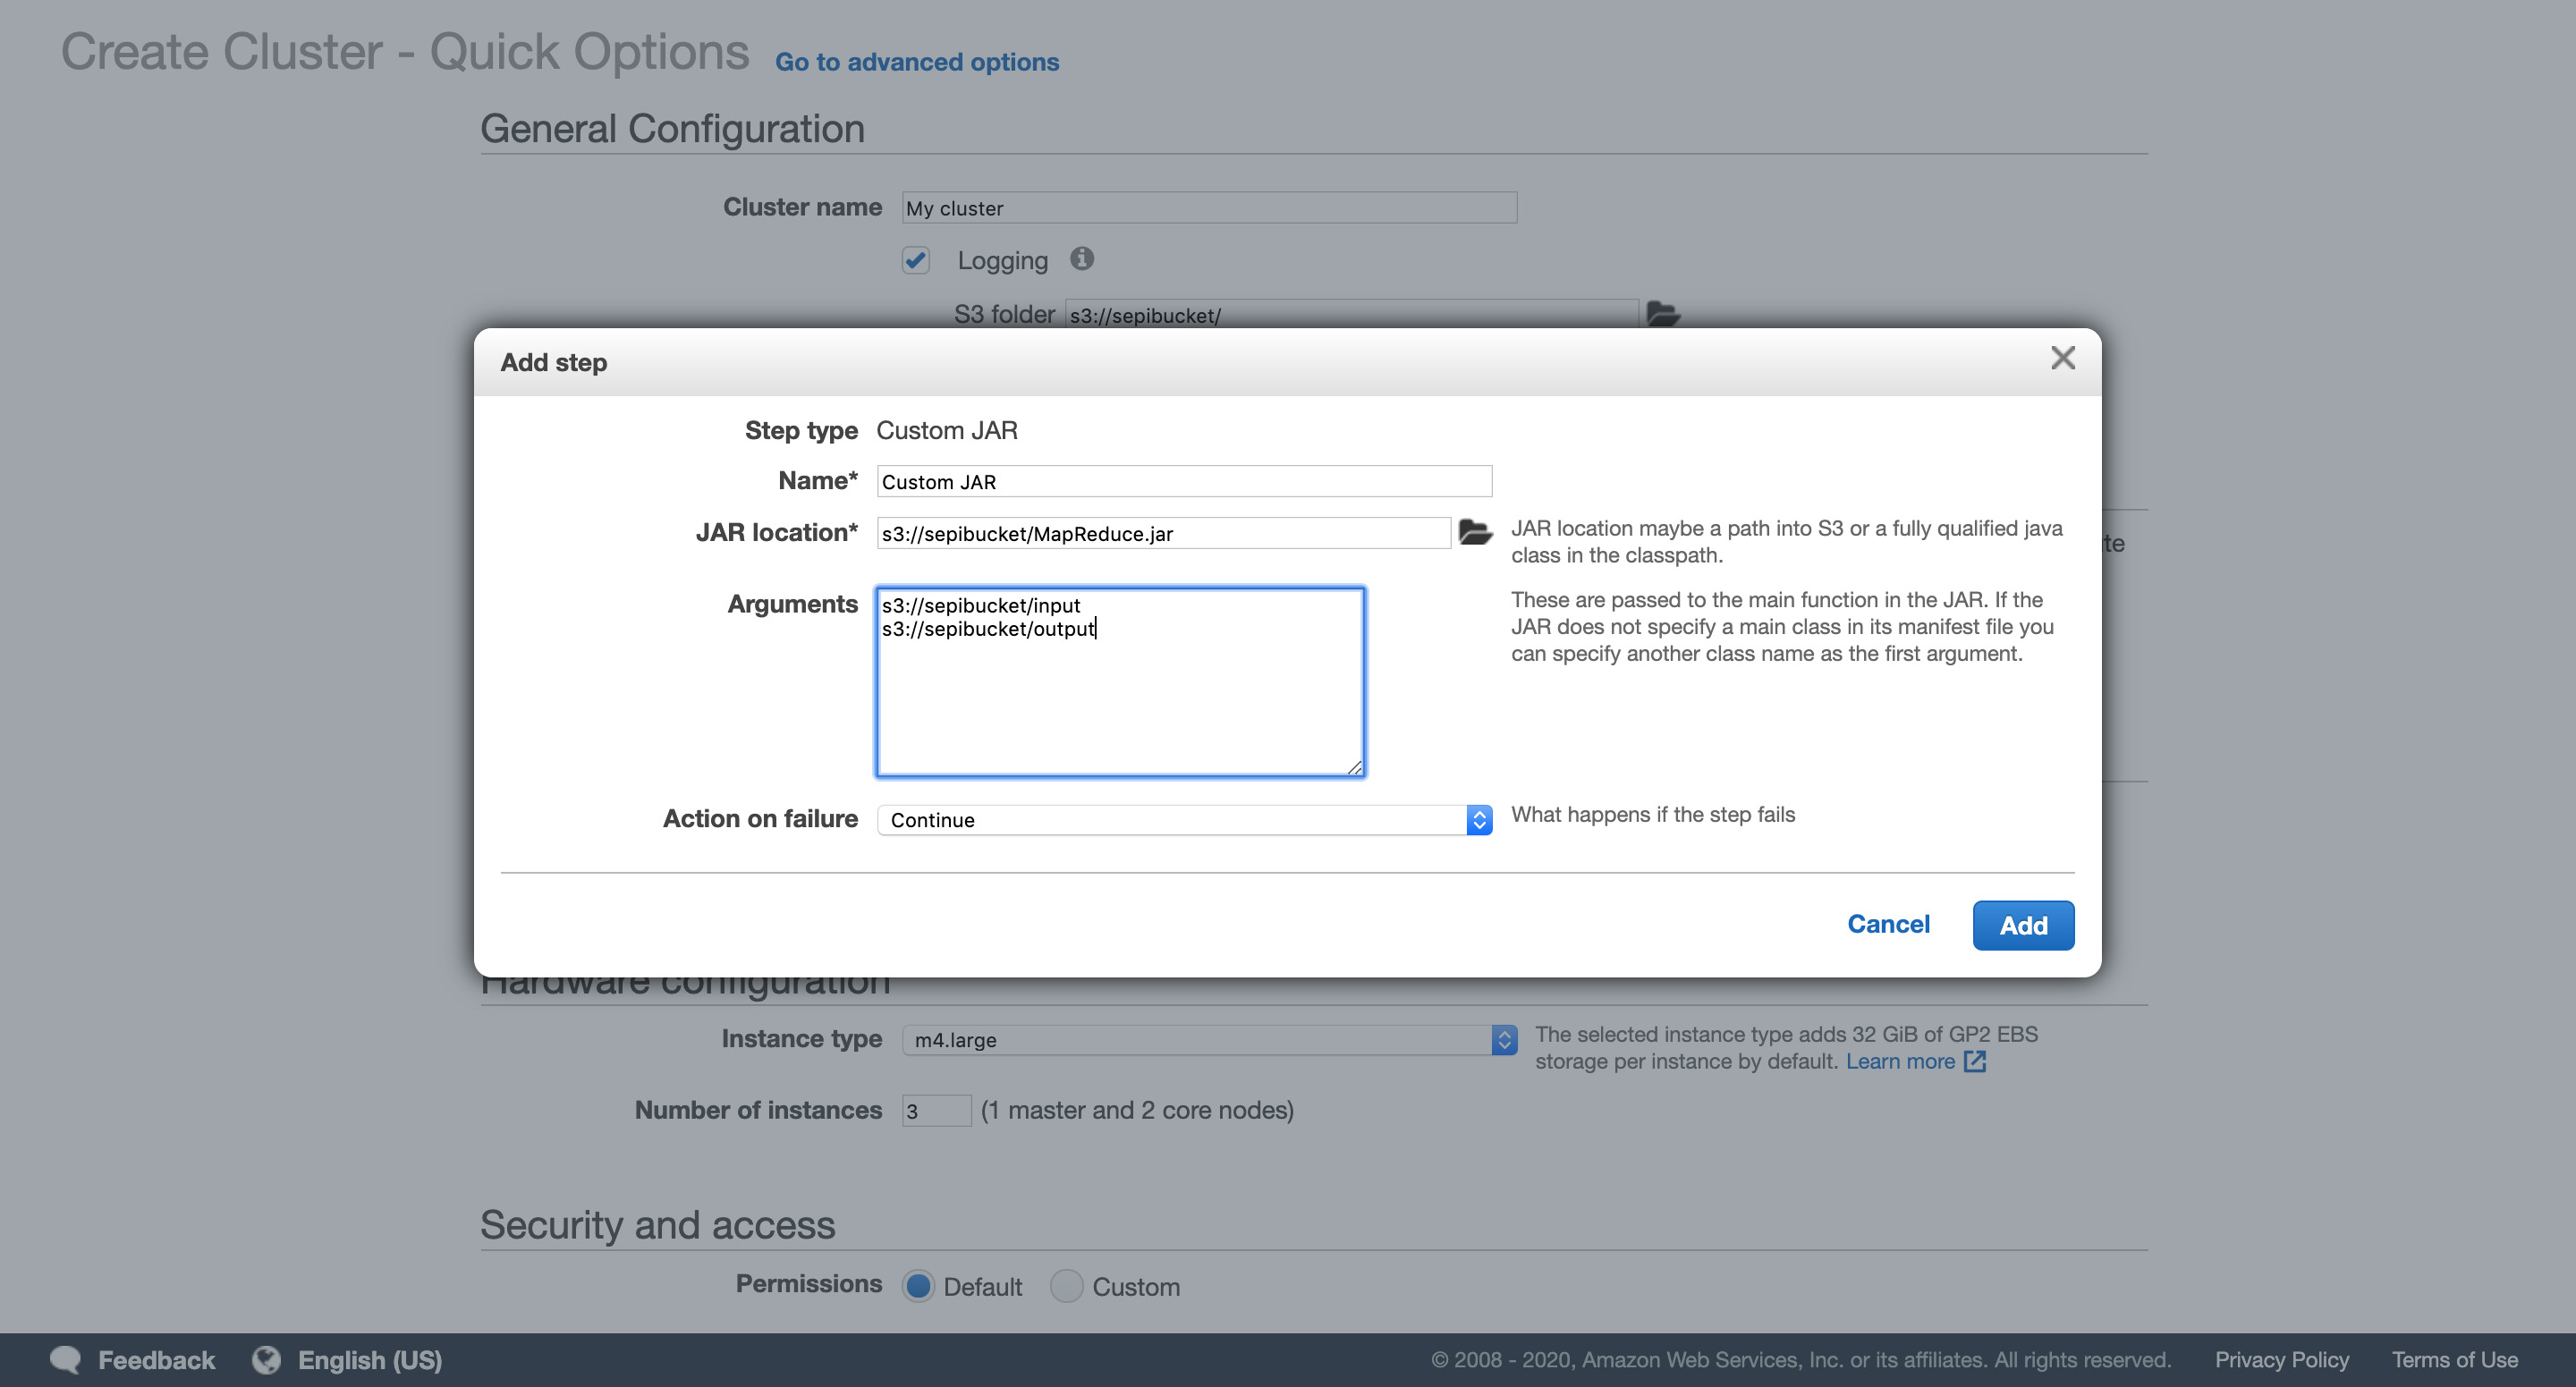 Create Cluster - Quick Options Go to advanced options
General Configuration
Cluster name My cluster
Logging
S3 folder s3://sepibucket/
Add step
Step type Custom JAR
Name* Custom JAR
JAR location* s3://sepibucket/MapReduce.jar
JAR location maybe a path into S3 or a fully qualified java
class in the classpath.
Arguments s3://sepibucket/input
s3://sepibucket/output
These are passed to the main function in the JAR. If the
JAR does not specify a main class in its manifest file you
can specify another class name as the first argument.
Action on failure Continue What happens if the step fails
Cancel Add
Hardware configuration
Instance type m4.large
The selected instance type adds 32 GiB of GP2 EBS
storage per instance by default. Learn more
Number of instances 3 (1 master and 2 core nodes)
Security and access
Permissions Default Custom
Feedback English (US) © 2008 - 2020, Amazon Web Services, Inc. or its affiliates. All rights reserved. Privacy Policy Terms of Use